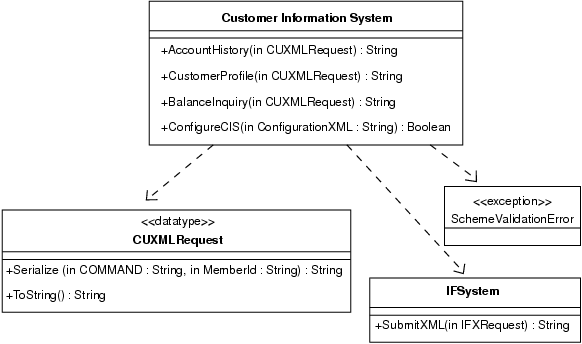 Customer Information System
+AccountHistory(in CUXMLRequest) : String
+CustomerProfile(in CUXMLRequest) : String
+BalanceInquiry(in CUXMLRequest) : String
+ConfigureCIS(in ConfigurationXML : String) : Boolean
<<exception>>
SchemeValidationError
<<datatype>>
CUXMLRequest
+Serialize (in COMMAND : String, in MemberId : String) : String
+ToString() : String
IFSystem
+SubmitXML(in IFXRequest) : String